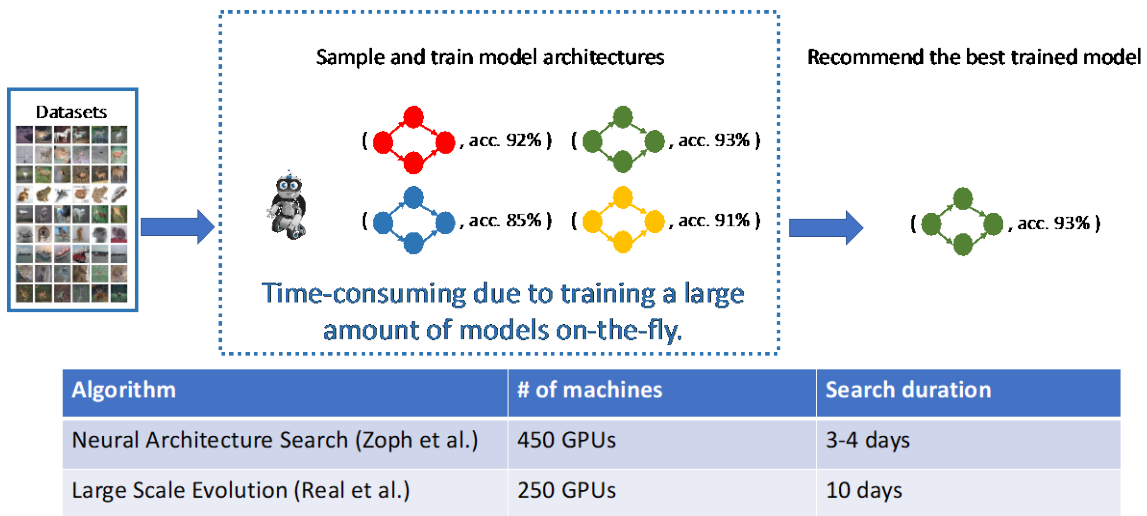 Sample and train model architectures
Recommend the best trained model
Datasets
( , acc. 92% )
( , acc. 93% )
( , acc. 85% )
( , acc. 91% )
( , acc. 93% )
Time-consuming due to training a large
amount of models on-the-fly.
Algorithm # of machines Search duration
Neural Architecture Search (Zoph et al.) 450 GPUs 3-4 days
Large Scale Evolution (Real et al.) 250 GPUs 10 days